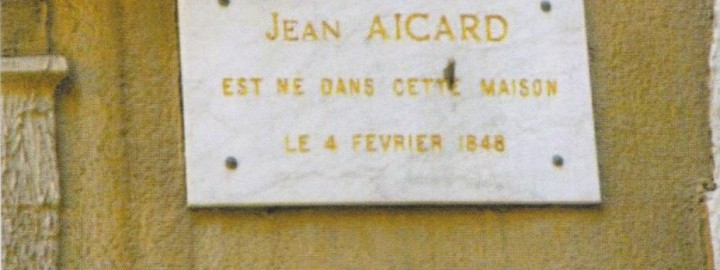 JEAN AICARD
EST NE DANS CETTE MAISON
LE 4 FEVRIER 1848